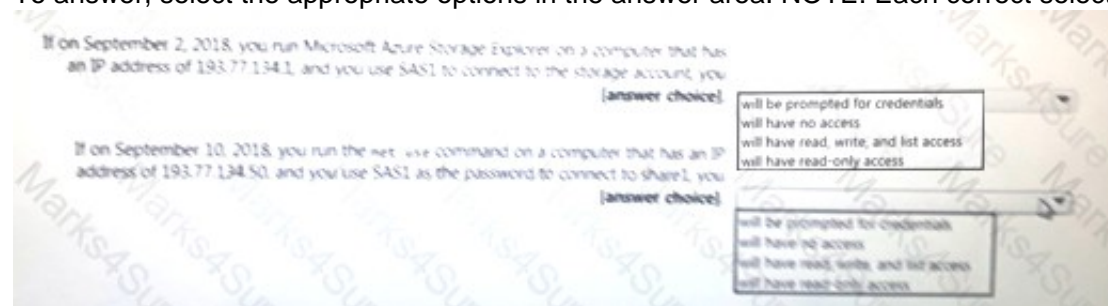 To answer, select the appropriate options in the answer area. NOTE: Each correct selec
If on September 2, 2018, you run Microsoft Azure Storage Explorer on a computer that has
an IP address of 193.77.134.1, and you use SAS1 to connect to the storage account, you
[answer choice].
will be prompted for credentials
will have no access
will have read, write, and list access
will have read-only access
If on September 10, 2018, you run the net use command on a computer that has an IP
address of 193.77.134.50, and you use SAS1 as the password to connect to share1, you
[answer choice].
will be prompted for credentials
will have no access
will have read, write, and list access
will have read-only access
Marks4Sure